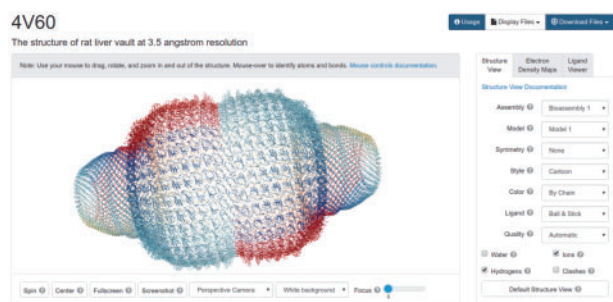 4V60
Usage
Display Files
Download Files
The structure of rat liver vault at 3.5 angstrom resolution
Note: Use your mouse to drag, rotate, and zoom in and out of the structure. Mouse-over to identify atoms and bonds. Mouse controls documentation.
Structure View
Electron Density Maps
Ligand Viewer
Structure View Documentation
Assembly Bioassembly 1
Model Model 1
Symmetry None
Style Cartoon
Color By Chain
Ligand Ball & Stick
Quality Automatic
Water Ions
Hydrogens Clashes
Default Structure View
Spin Center Fullscreen Screenshot Perspective Camera White background Focus